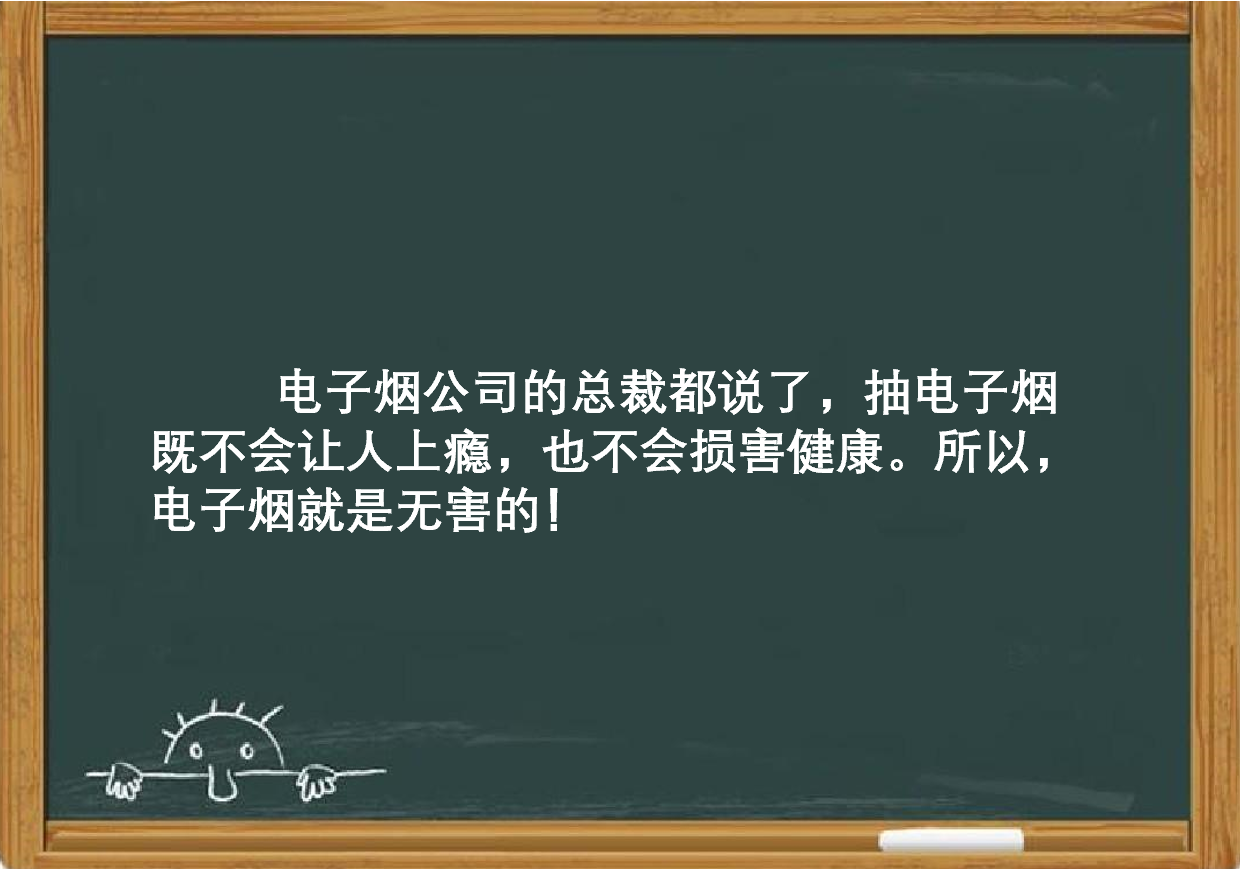 电子烟公司的总裁都说了，抽电子烟
既不会让人上瘾，也不会损害健康。所以，
电子烟就是无害的！